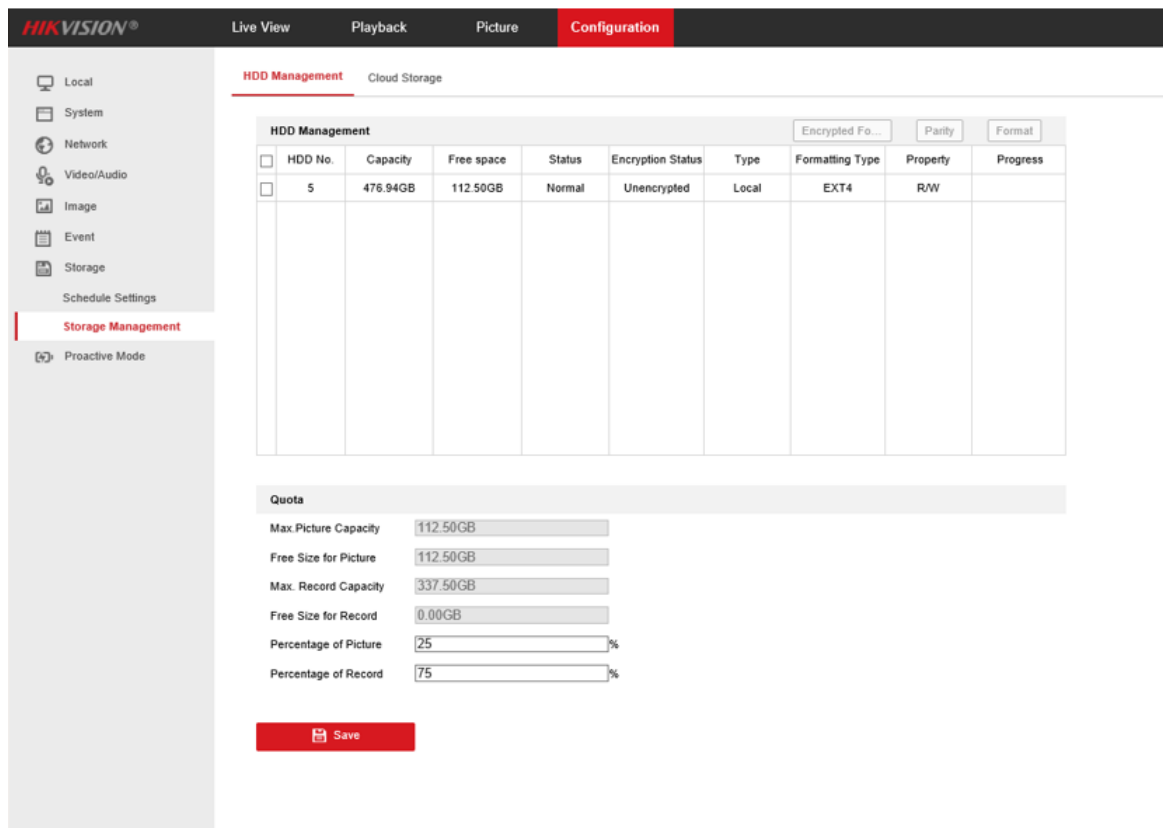 HIKVISION® Live View Playback Picture Configuration
Local
System
Network
Video/Audio
Image
Event
Storage
Schedule Settings
Storage Management
Proactive Mode
HDD Management Cloud Storage
HDD Management Encrypted Fo... Parity Format
HDD No. Capacity Free space Status Encryption Status Type Formatting Type Property Progress
5 476.94GB 112.50GB Normal Unencrypted Local EXT4 R/W
Quota
Max.Picture Capacity 112.50GB
Free Size for Picture 112.50GB
Max. Record Capacity 337.50GB
Free Size for Record 0.00GB
Percentage of Picture 25 %
Percentage of Record 75 %
Save